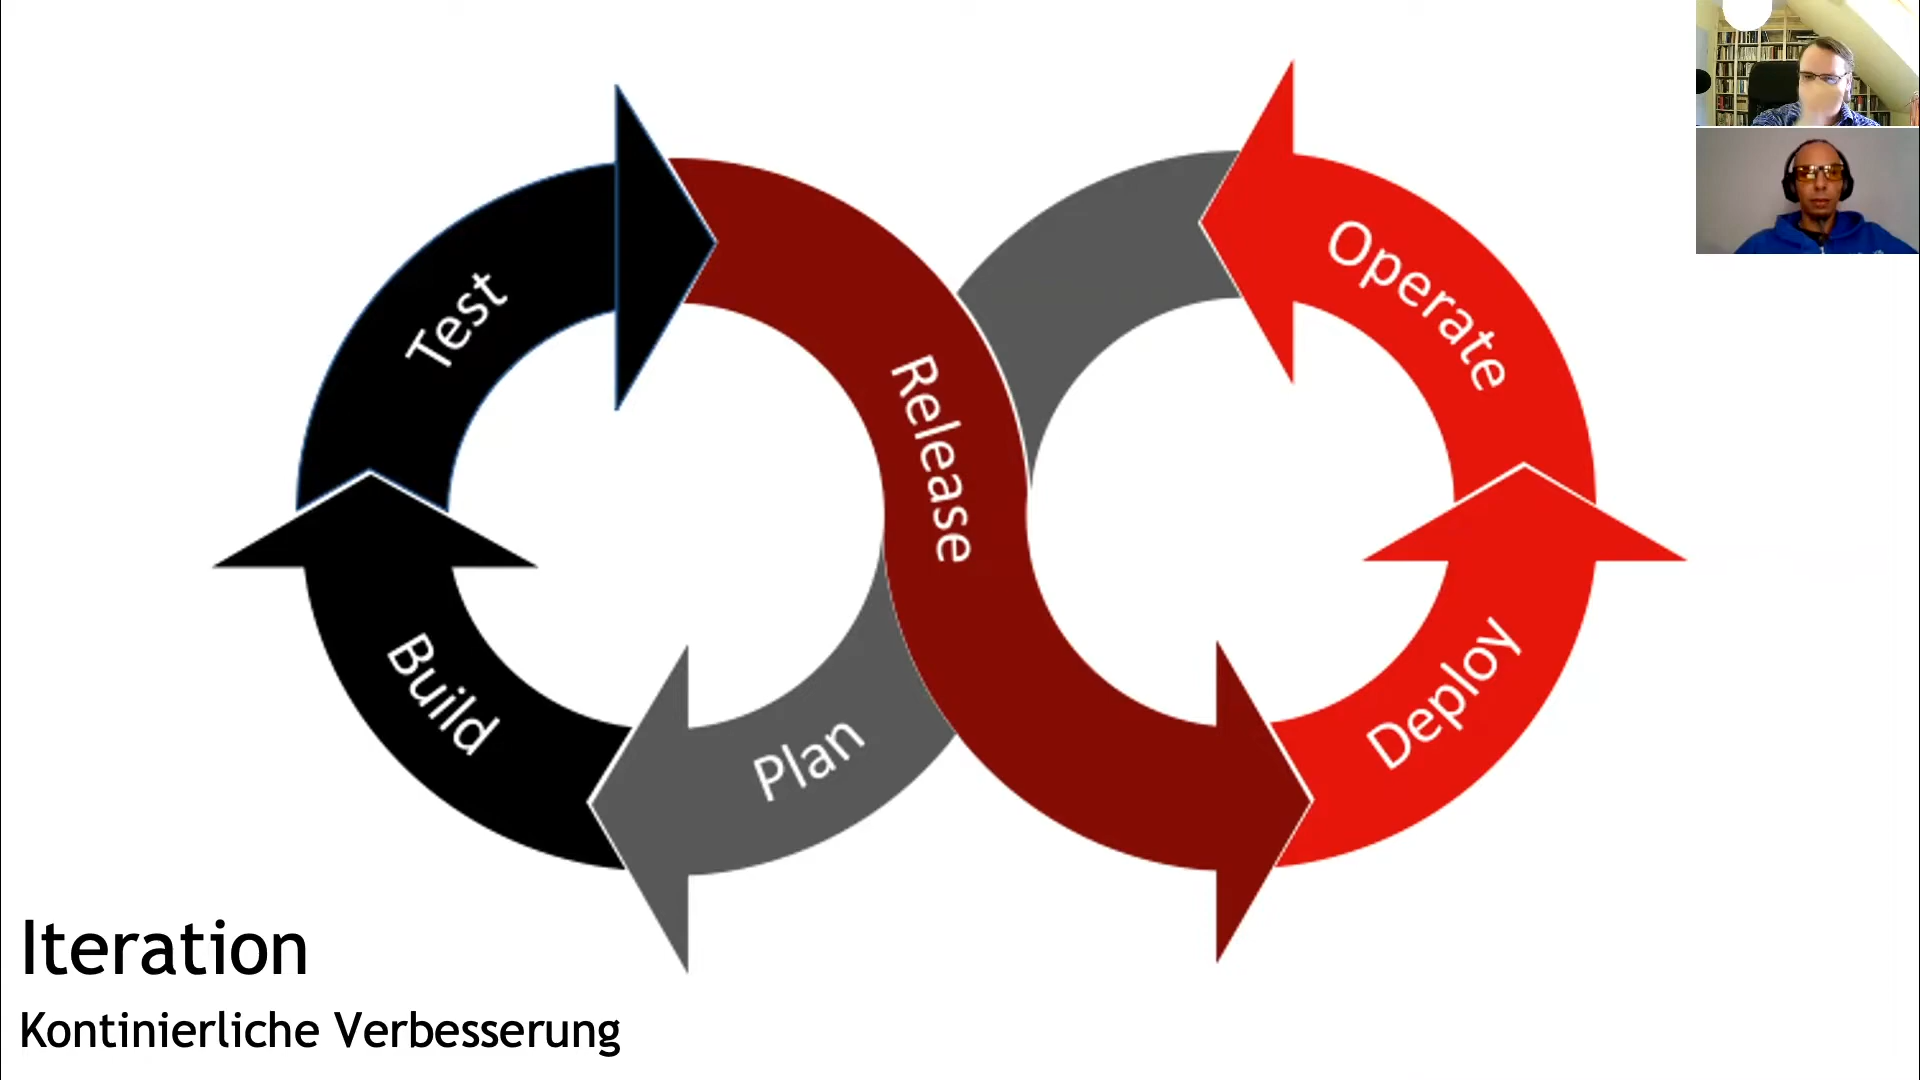 Test
Release
Operate
Build
Plan
Deploy
Iteration
Kontinierliche Verbesserung